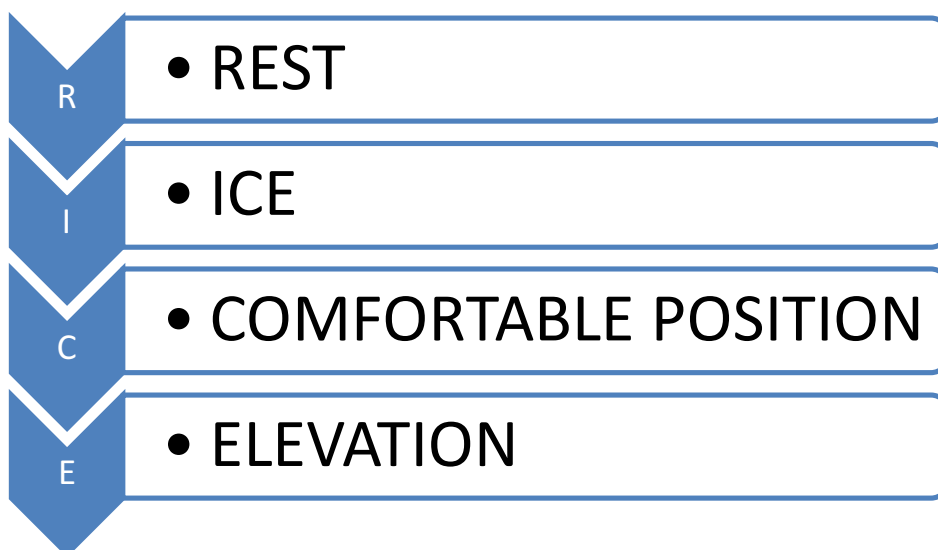 R
• REST
I
• ICE
C
• COMFORTABLE POSITION
E
• ELEVATION